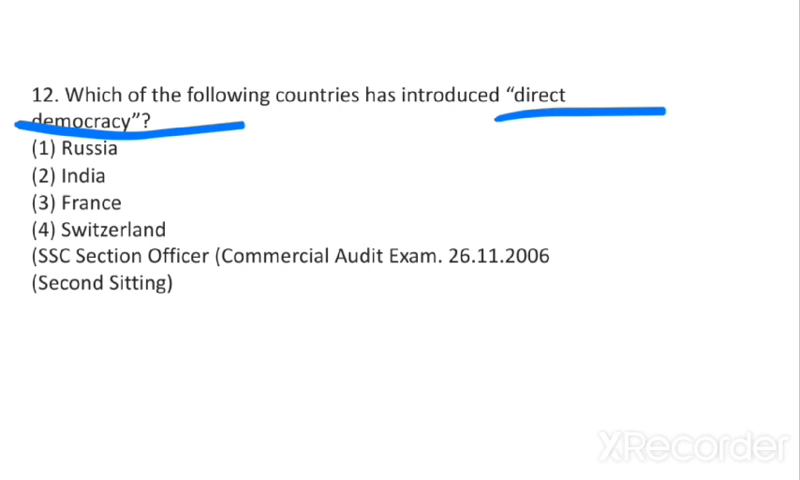 12. Which of the following countries has introduced “direct
democracy”?
(1) Russia
(2) India
(3) France
(4) Switzerland
(SSC Section Officer (Commercial Audit Exam. 26.11.2006
(Second Sitting)
XRecorder